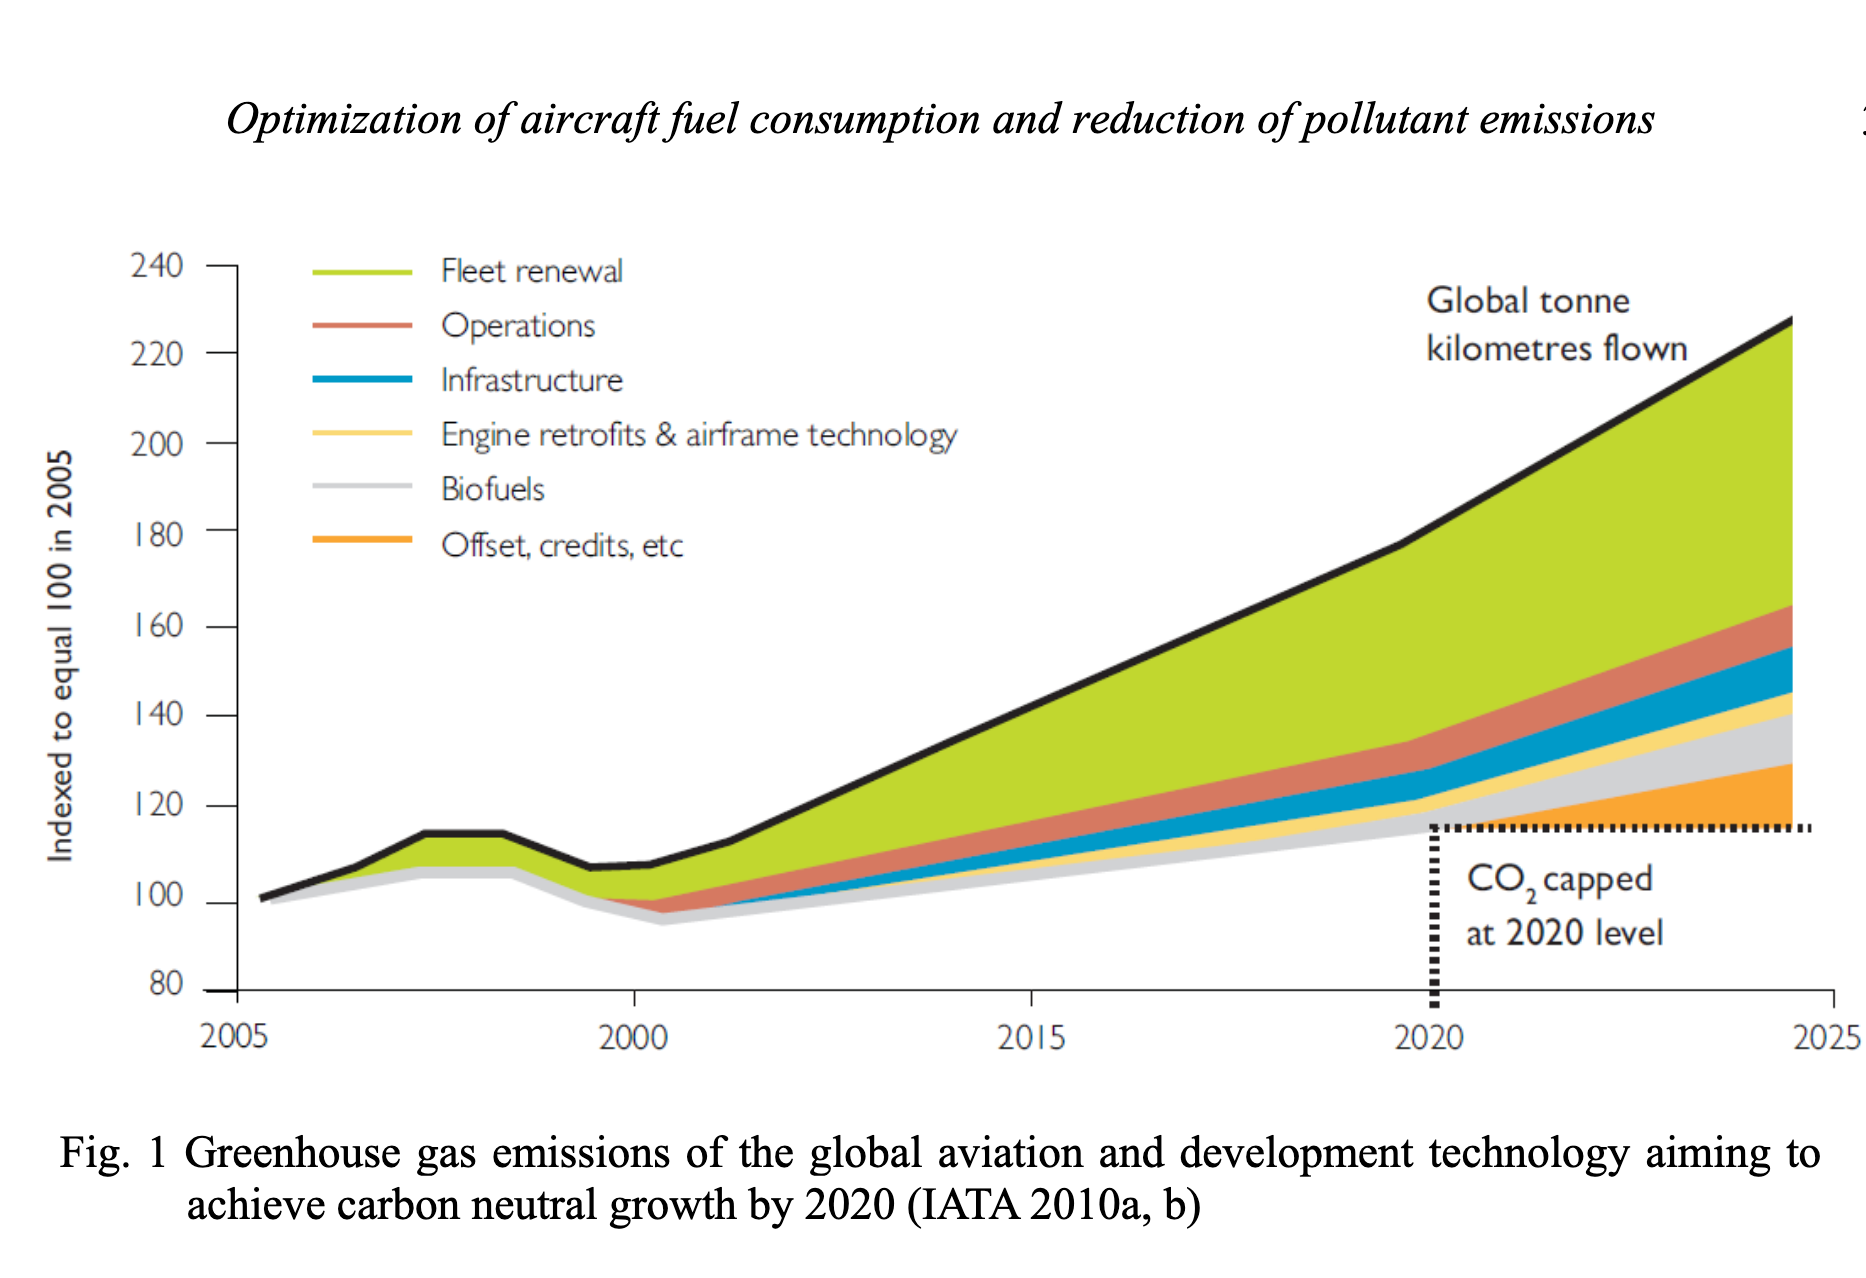 Optimization of aircraft fuel consumption and reduction of pollutant emissions
240
220
200
180
160
140
120
100
80
Indexed to equal 100 in 2005
Fleet renewal
Operations
Infrastructure
Engine retrofits & airframe technology
Biofuels
Offset, credits, etc
Global tonne
kilometres flown
CO₂ capped
at 2020 level
2005 2000 2015 2020 2025
Fig. 1 Greenhouse gas emissions of the global aviation and development technology aiming to
achieve carbon neutral growth by 2020 (IATA 2010a, b)